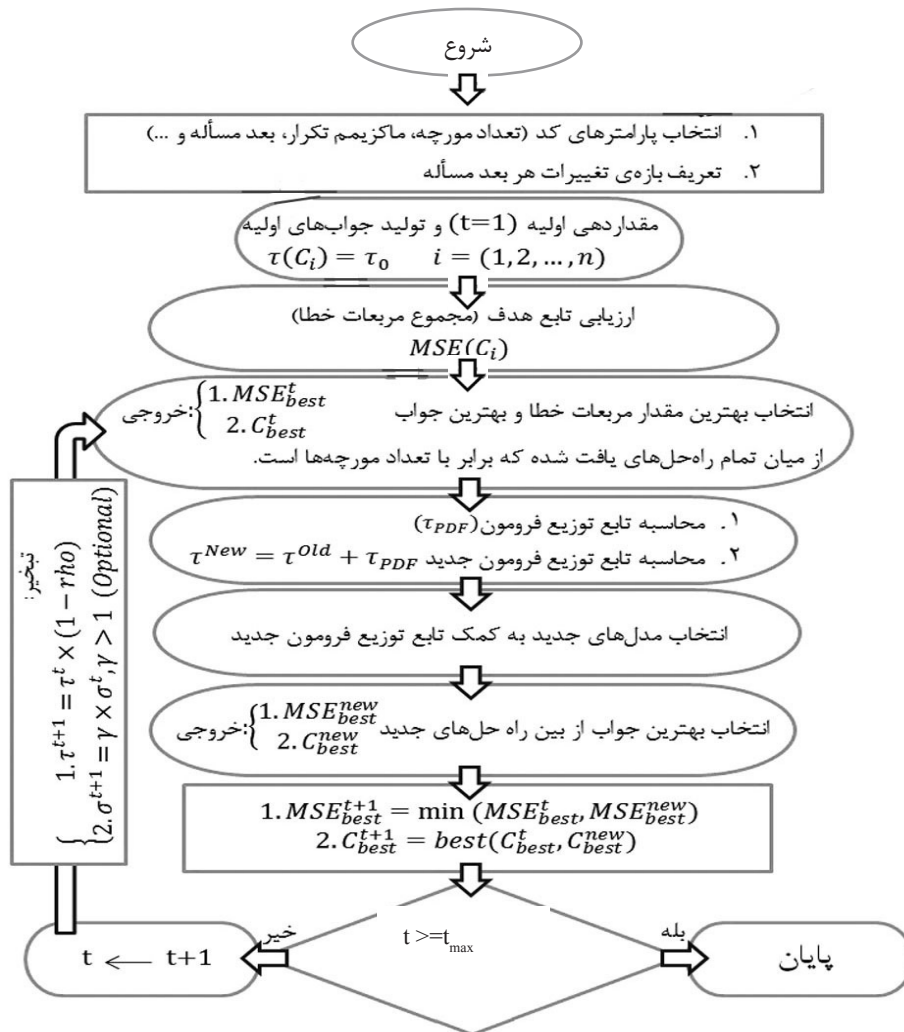 شروع
۱. انتخاب پارامترهای کد (تعداد مورچه، ماکزیمم تکرار، بعد مسأله و ...)
۲. تعریف بازه‌ی تغییرات هر بعد مسأله
مقداردهی اولیه (t=1) و تولید جواب‌های اولیه
τ(C_i) = τ_0 i = (1,2,…,n)
ارزیابی تابع هدف (مجموع مربعات خطا)
MSE(C_i)
انتخاب بهترین مقدار مربعات خطا و بهترین جواب خروجی: {1. MSE_best^t
2. C_best^t
از میان تمام راه‌حل‌های یافت شده که برابر با تعداد مورچه‌ها است.
۱. محاسبه تابع توزیع فرومون(τ_PDF)
۲. محاسبه تابع توزیع فرومون جدید τ^New = τ^Old + τ_PDF
انتخاب مدل‌های جدید به کمک تابع توزیع فرومون جدید
انتخاب بهترین جواب از بین راه حل‌های جدید خروجی: {1. MSE_best^new
2. C_best^new
1. MSE_best^{t+1} = min (MSE_best^t, MSE_best^new)
2. C_best^{t+1} = best(C_best^t, C_best^new)
t >=t_max
بله
پایان
خیر
t ← t+1
تبخیر:
{1. τ^{t+1} = τ^t × (1 − rho)
2. σ^{t+1} = γ × σ^t, γ > 1 (Optional)